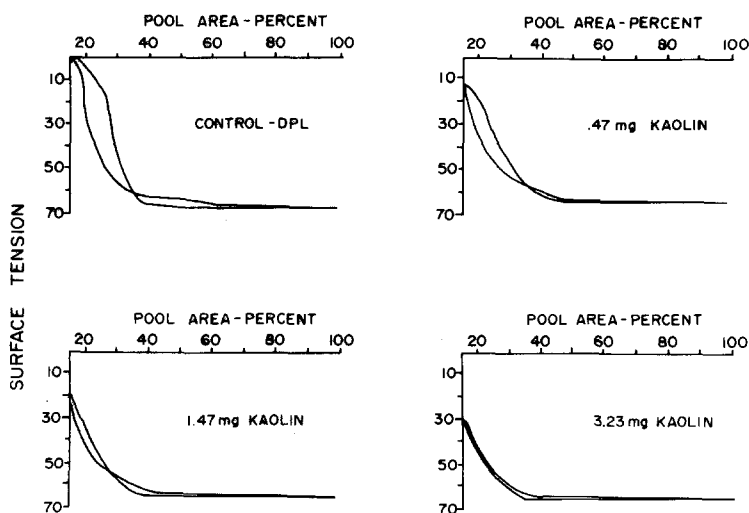 POOL AREA-PERCENT
20 40 60 80 100
10
30
50
70
CONTROL-DPL
POOL AREA-PERCENT
20 40 60 80 100
10
30
50
70
.47 mg KAOLIN
SURFACE TENSION
POOL AREA-PERCENT
20 40 60 80 100
10
30
50
70
1.47 mg KAOLIN
POOL AREA-PERCENT
20 40 60 80 100
10
30
50
70
3.23 mg KAOLIN